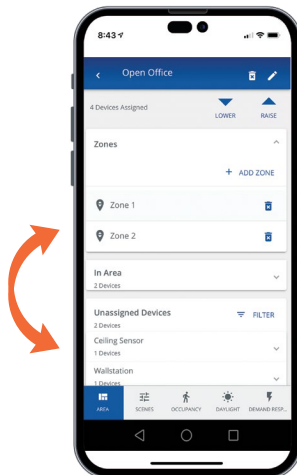 8:43
Open Office
4 Devices Assigned
LOWER
RAISE
Zones
+ ADD ZONE
Zone 1
Zone 2
In Area
2 Devices
Unassigned Devices
2 Devices
FILTER
Ceiling Sensor
1 Devices
Wallstation
1 Devices
AREA
SCENES
OCCUPANCY
DAYLIGHT
DEMAND RESP...